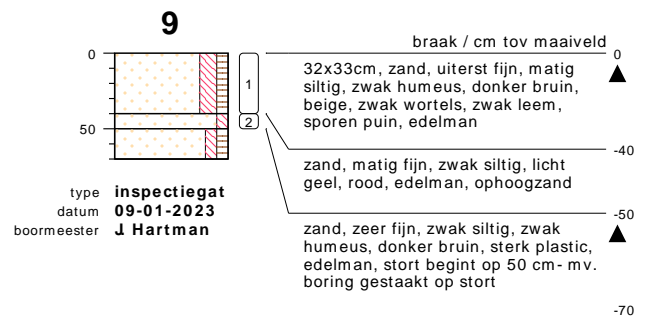 9
braak / cm tov maaiveld
0
0
32x33cm, zand, uiterst fijn, matig
siltig, zwak humeus, donker bruin,
beige, zwak wortels, zwak leem,
sporen puin, edelman
1
2
50
-40
zand, matig fijn, zwak siltig, licht
geel, rood, edelman, ophoogzand
-50
zand, zeer fijn, zwak siltig, zwak
humeus, donker bruin, sterk plastic,
edelman, stort begint op 50 cm- mv.
boring gestaakt op stort
-70
type inspectiegat
datum 09-01-2023
boormeester J Hartman